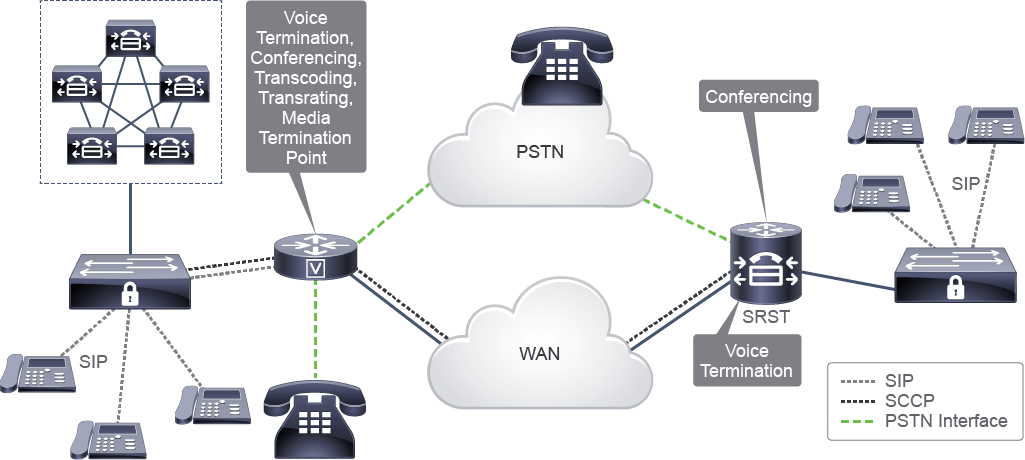 Voice
Termination,
Conferencing,
Transcoding,
Transrating,
Media
Termination
Point
PSTN
Conferencing
SIP
V
SRST
WAN
Voice
Termination
SIP
SIP
SCCP
PSTN Interface